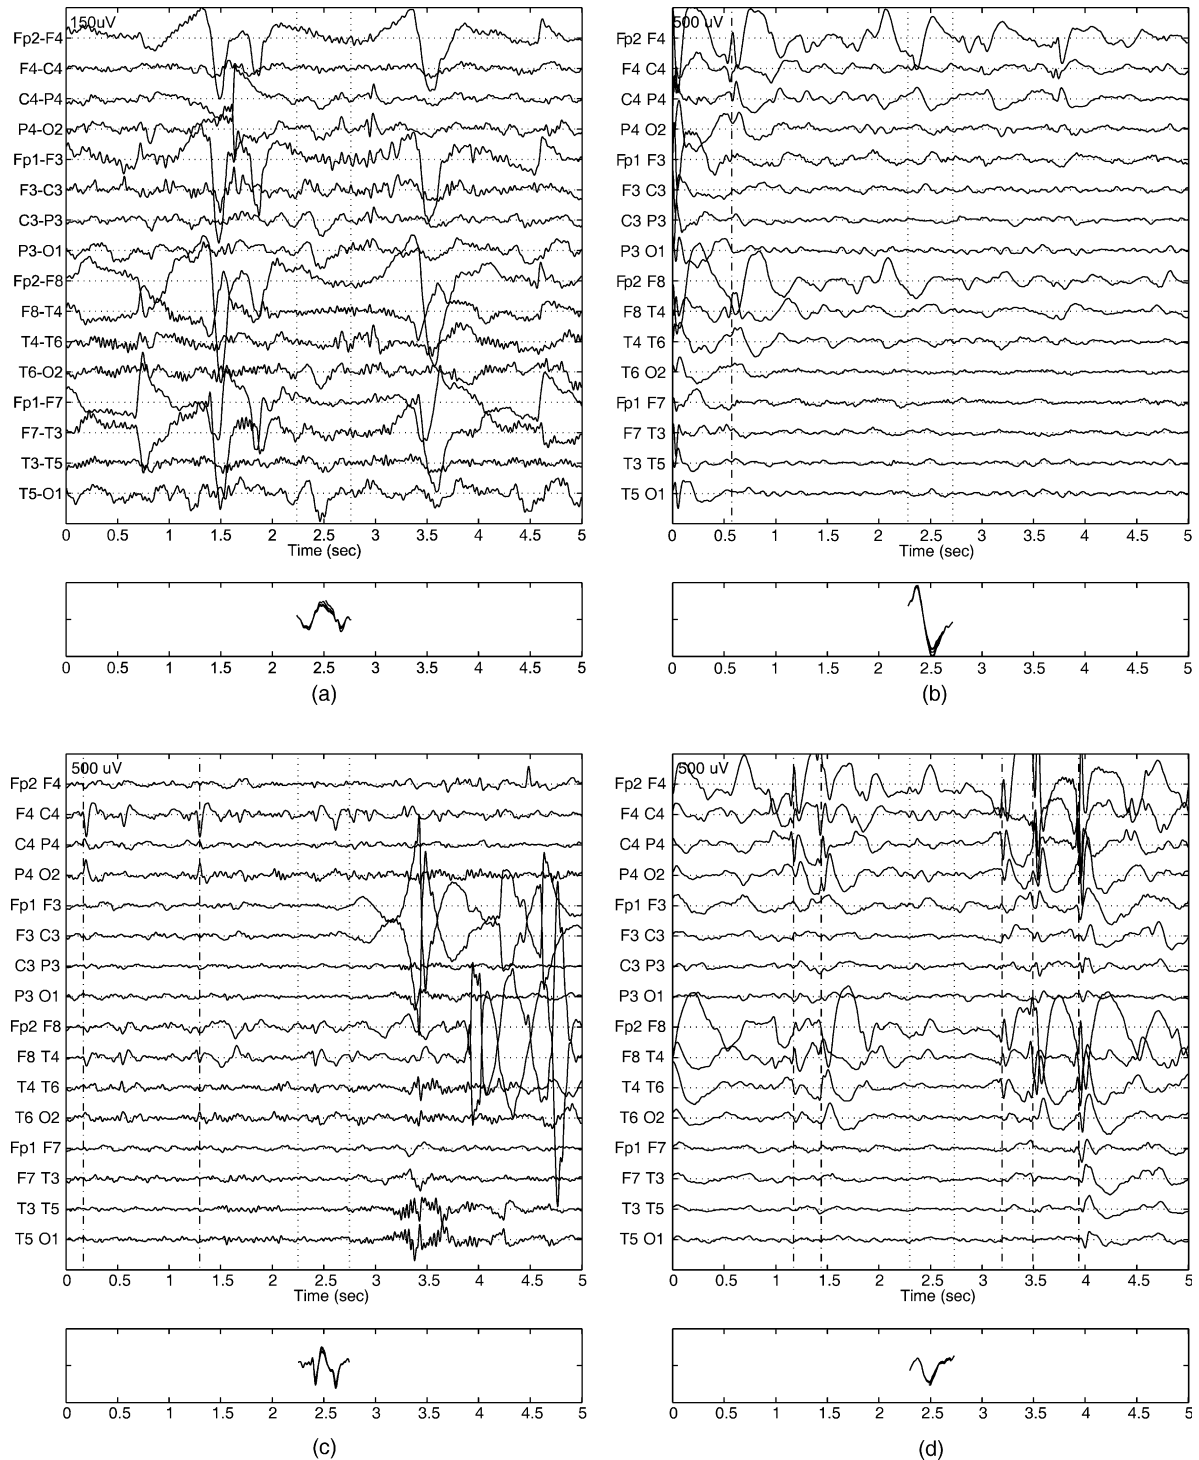 150uV
Fp2-F4
F4-C4
C4-P4
P4-O2
Fp1-F3
F3-C3
C3-P3
P3-O1
Fp2-F8
F8-T4
T4-T6
T6-O2
Fp1-F7
F7-T3
T3-T5
T5-O1
0 0.5 1 1.5 2 2.5 3 3.5 4 4.5 5
Time (sec)
0 0.5 1 1.5 2 2.5 3 3.5 4 4.5 5
(a)
500 uV
Fp2 F4
F4 C4
C4 P4
P4 O2
Fp1 F3
F3 C3
C3 P3
P3 O1
Fp2 F8
F8 T4
T4 T6
T6 O2
Fp1 F7
F7 T3
T3 T5
T5 O1
0 0.5 1 1.5 2 2.5 3 3.5 4 4.5 5
Time (sec)
0 0.5 1 1.5 2 2.5 3 3.5 4 4.5 5
(b)
500 uV
Fp2 F4
F4 C4
C4 P4
P4 O2
Fp1 F3
F3 C3
C3 P3
P3 O1
Fp2 F8
F8 T4
T4 T6
T6 O2
Fp1 F7
F7 T3
T3 T5
T5 O1
0 0.5 1 1.5 2 2.5 3 3.5 4 4.5 5
Time (sec)
0 0.5 1 1.5 2 2.5 3 3.5 4 4.5 5
(c)
500 uV
Fp2 F4
F4 C4
C4 P4
P4 O2
Fp1 F3
F3 C3
C3 P3
P3 O1
Fp2 F8
F8 T4
T4 T6
T6 O2
Fp1 F7
F7 T3
T3 T5
T5 O1
0 0.5 1 1.5 2 2.5 3 3.5 4 4.5 5
Time (sec)
0 0.5 1 1.5 2 2.5 3 3.5 4 4.5 5
(d)